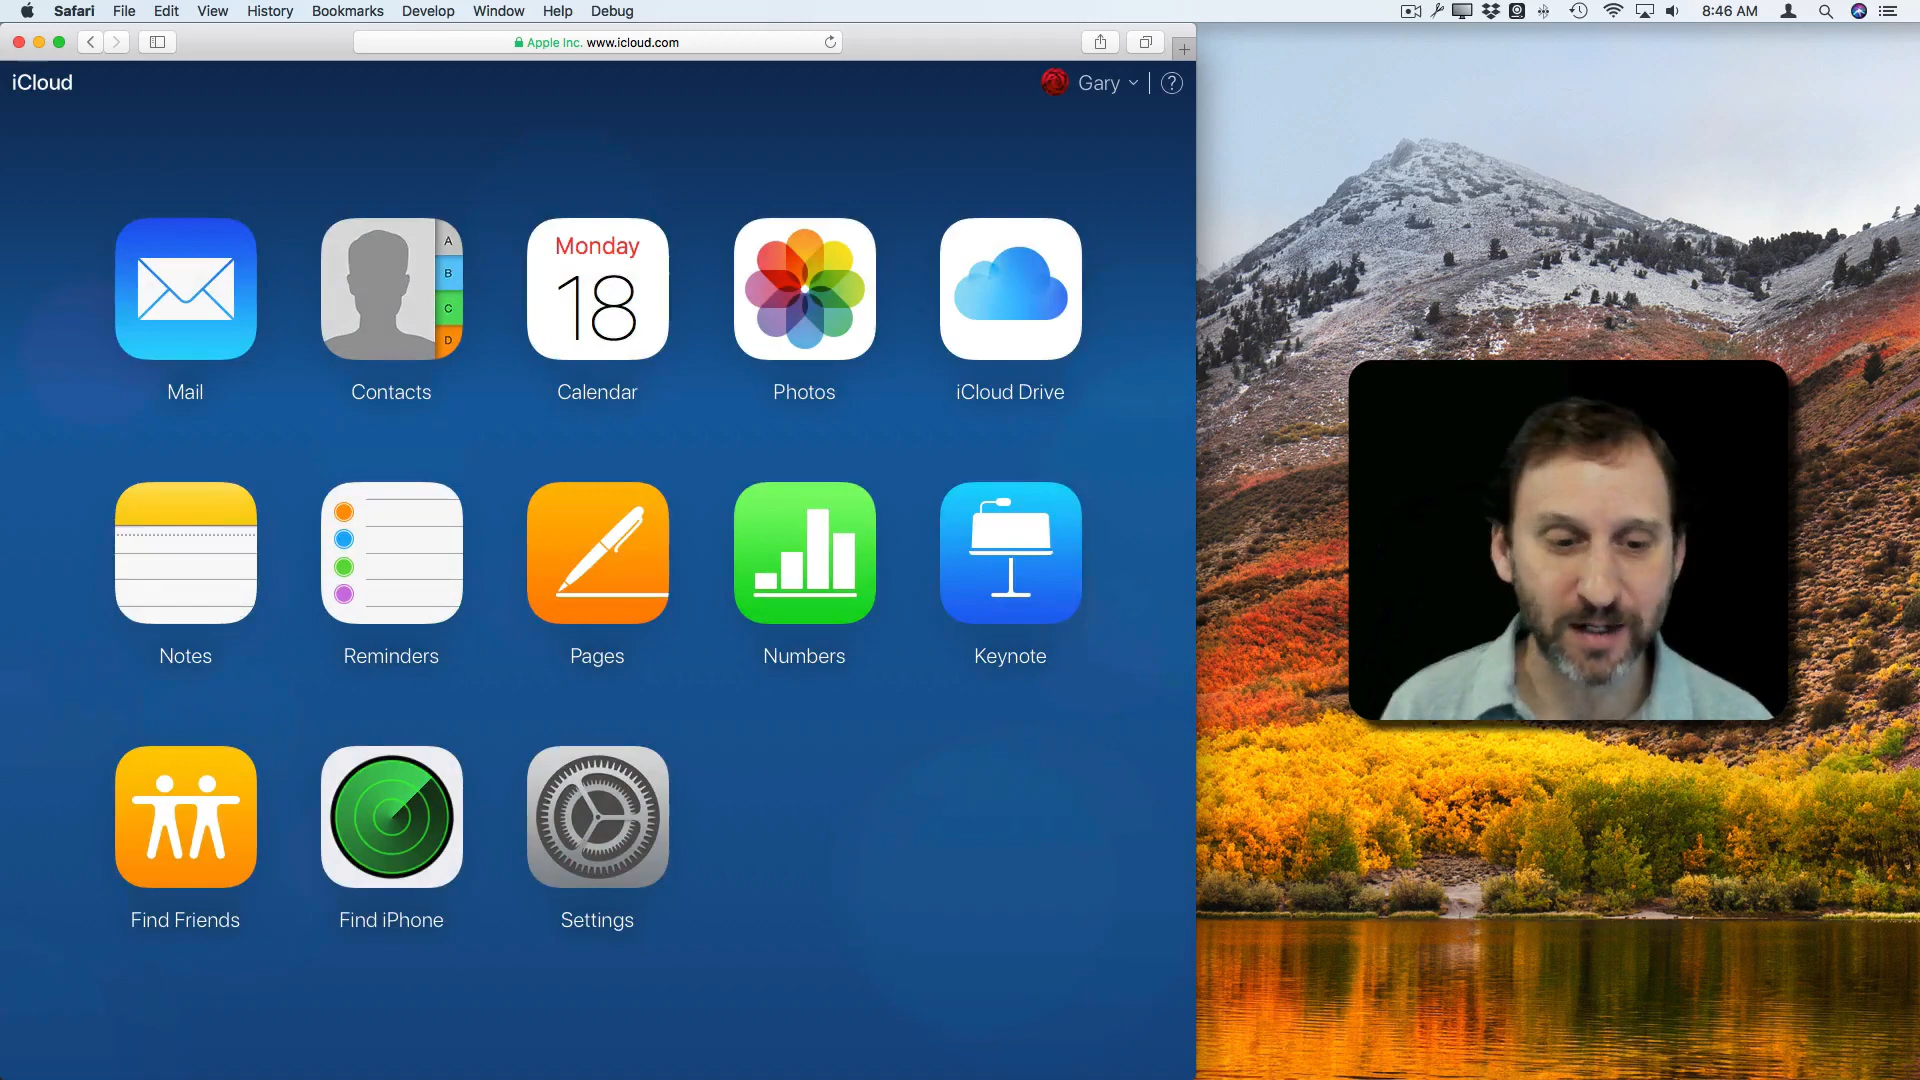 Safari File Edit View History Bookmarks Develop Window Help Debug 8:46 AM
Apple Inc. www.icloud.com
iCloud Gary ?
Monday
18
A
B
C
D
Mail Contacts Calendar Photos iCloud Drive
Notes Reminders Pages Numbers Keynote
Find Friends Find iPhone Settings